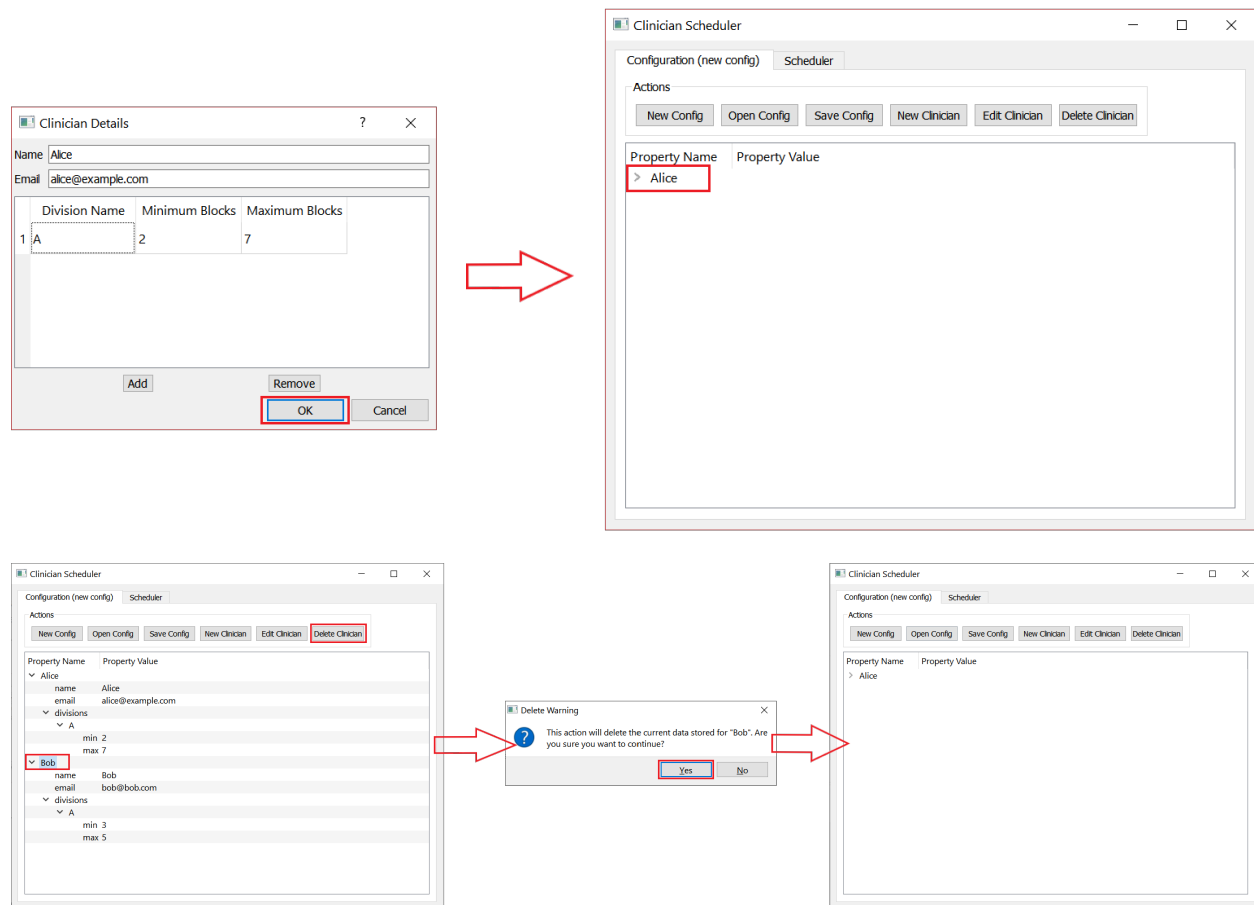 Clinician Details ?
Name Alice
Email alice@example.com
Division Name Minimum Blocks Maximum Blocks
1 A 2 7
Add Remove
OK Cancel
Clinician Scheduler
Configuration (new config) Scheduler
Actions
New Config Open Config Save Config New Clinician Edit Clinician Delete Clinician
Property Name Property Value
Alice
Clinician Scheduler
Configuration (new config) Scheduler
Actions
New Config Open Config Save Config New Clinician Edit Clinician Delete Clinician
Property Name Property Value
Alice
name Alice
email alice@example.com
divisions
A
min 2
max 7
Bob
name Bob
email bob@bob.com
divisions
A
min 3
max 5
Delete Warning
? This action will delete the current data stored for "Bob". Are
you sure you want to continue?
Yes No
Clinician Scheduler
Configuration (new config) Scheduler
Actions
New Config Open Config Save Config New Clinician Edit Clinician Delete Clinician
Property Name Property Value
Alice